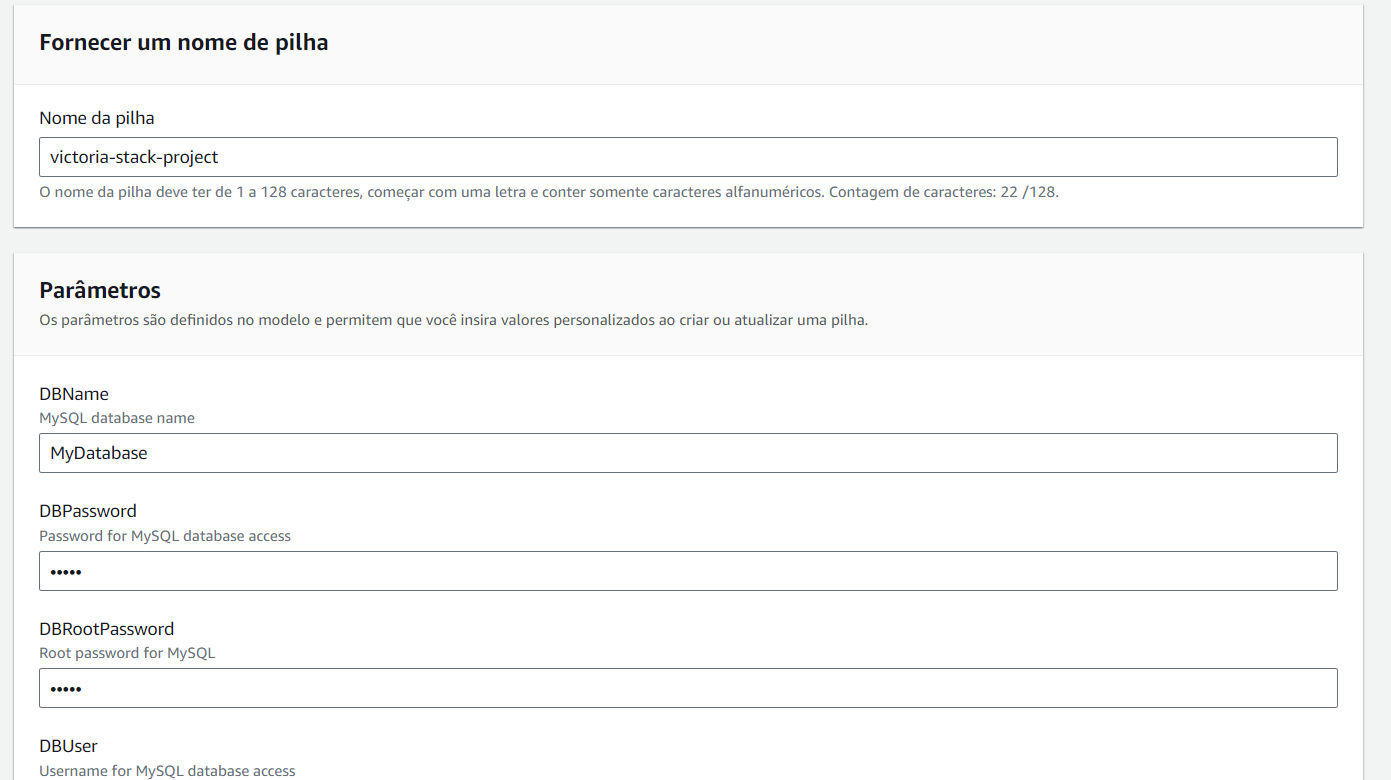 Fornecer um nome de pilha
Nome da pilha
victoria-stack-project
O nome da pilha deve ter de 1 a 128 caracteres, começar com uma letra e conter somente caracteres alfanuméricos. Contagem de caracteres: 22 /128.
Parâmetros
Os parâmetros são definidos no modelo e permitem que você insira valores personalizados ao criar ou atualizar uma pilha.
DBName
MySQL database name
MyDatabase
DBPassword
Password for MySQL database access
•••••
DBRootPassword
Root password for MySQL
•••••
DBUser
Username for MySQL database access